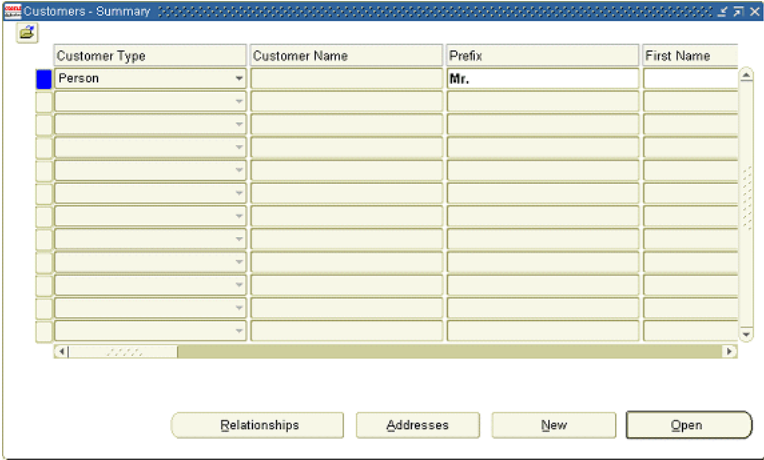 Customers - Summary
Customer Type Customer Name Prefix First Name
Person Mr.
Relationships Addresses New Open